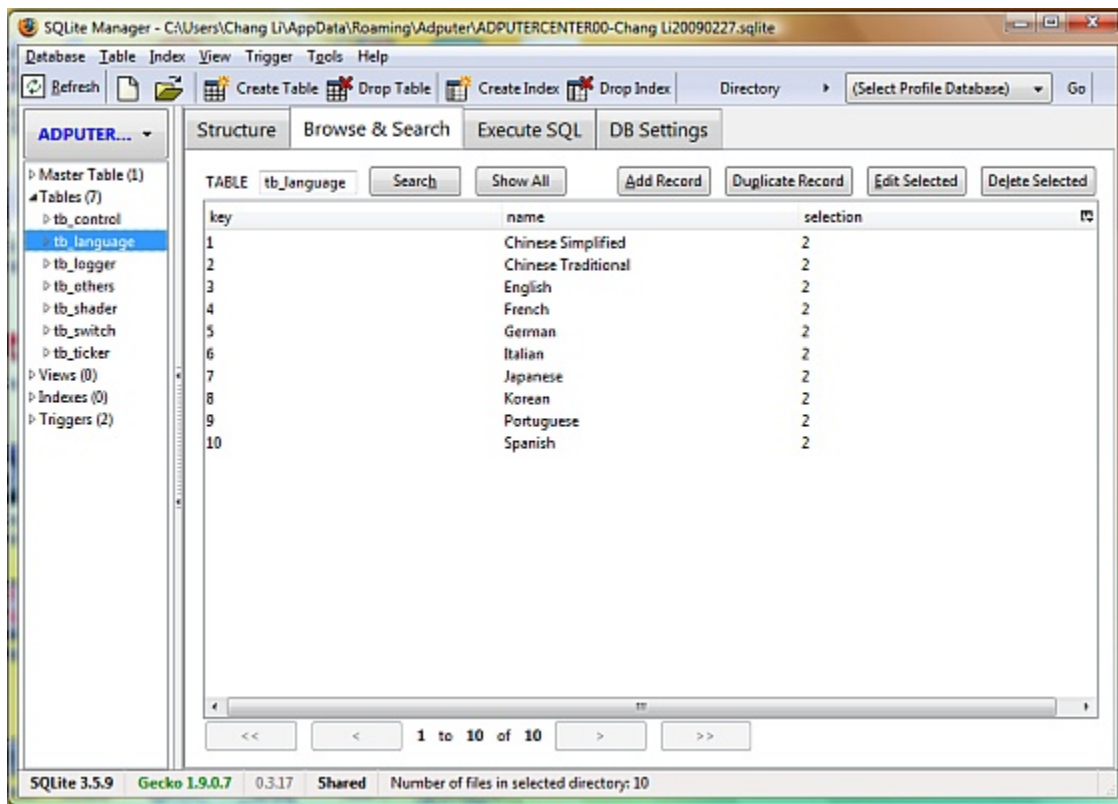 SQLite Manager - C:\Users\Chang Li\AppData\Roaming\Adputer\ADPUTERCENTER00-Chang Li20090227.sqlite
Database Table Index View Trigger Tools Help
Refresh Create Table Drop Table Create Index Drop Index Directory (Select Profile Database) Go
ADPUTER...
Master Table (1)
Tables (7)
tb_control
tb_language
tb_logger
tb_others
tb_shader
tb_switch
tb_ticker
Views (0)
Indexes (0)
Triggers (2)
Structure Browse & Search Execute SQL DB Settings
TABLE tb_language Search Show All Add Record Duplicate Record Edit Selected Delete Selected
key name selection
1 Chinese Simplified 2
2 Chinese Traditional 2
3 English 2
4 French 2
5 German 2
6 Italian 2
7 Japanese 2
8 Korean 2
9 Portuguese 2
10 Spanish 2
<< < 1 to 10 of 10 > >>
SQLite 3.5.9 Gecko 1.9.0.7 0.3.17 Shared Number of files in selected directory: 10